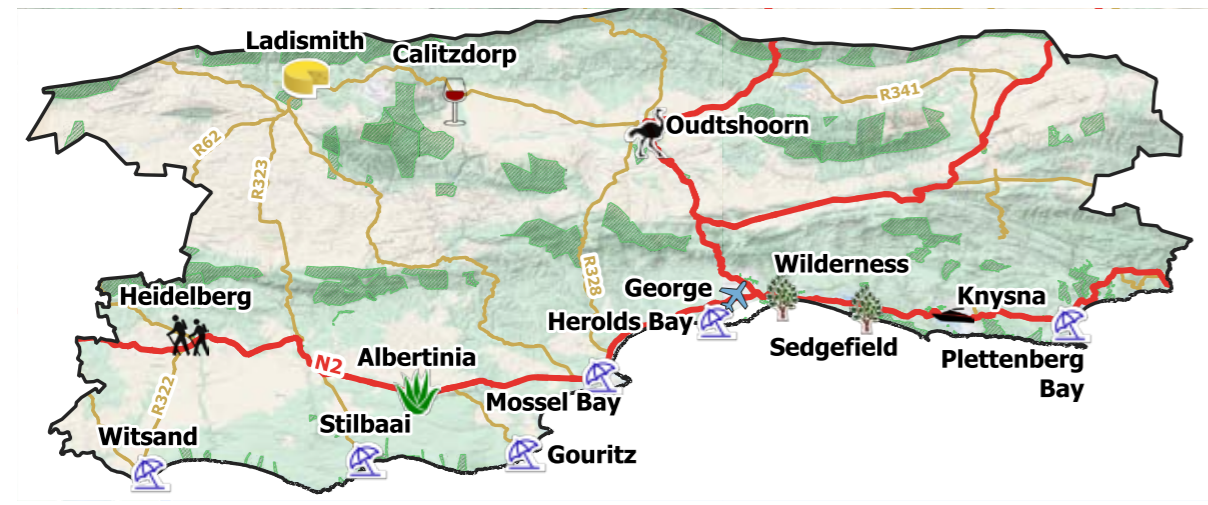 Ladismith
Calitzdorp
R341
Oudtshoorn
R62
R323
Wilderness
R328
George
Heidelberg
Knysna
Herolds Bay
Sedgefield
Albertinia
N2
Plettenberg
Bay
R322
Mossel Bay
Stilbaai
Witsand
Gouritz